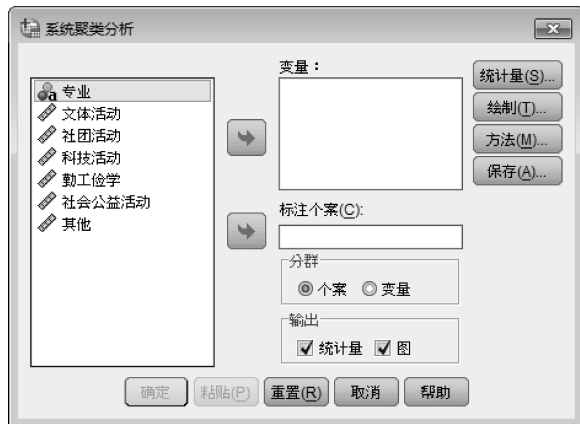 系统聚类分析
专业
文体活动
社团活动
科技活动
勤工俭学
社会公益活动
其他
变量：
标注个案(C):
分群
个案 变量
输出
统计量 图
统计量(S)...
绘制(T)...
方法(M)...
保存(A)...
确定 粘贴(P) 重置(R) 取消 帮助